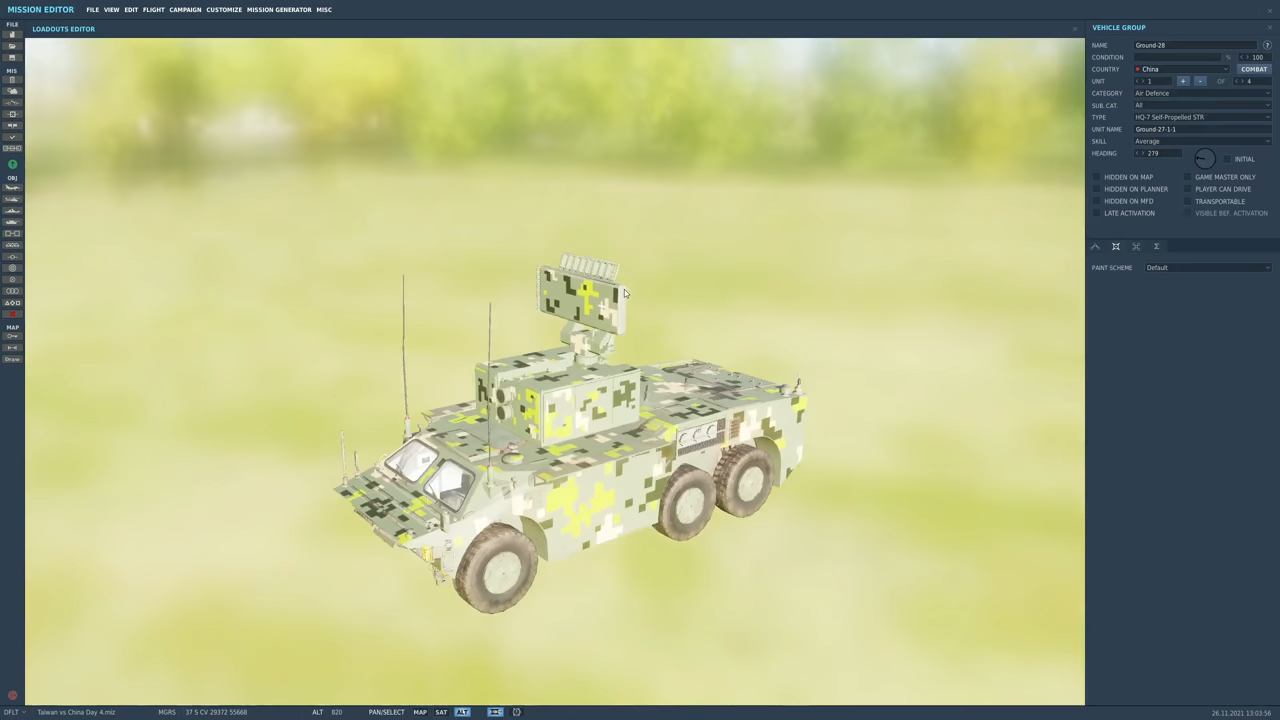 MISSION EDITOR FILE VIEW EDIT FLIGHT CAMPAIGN CUSTOMIZE MISSION GENERATOR MISC
FILE
LOADOUTS EDITOR
VEHICLE GROUP
NAME Ground-28 ?
CONDITION % 100
COUNTRY China COMBAT
UNIT 1 + - OF 4
CATEGORY Air Defence
SUB. CAT. All
TYPE HQ-7 Self-Propelled STR
UNIT NAME Ground-27-1-1
SKILL Average
HEADING 279 INITIAL
HIDDEN ON MAP GAME MASTER ONLY
HIDDEN ON PLANNER PLAYER CAN DRIVE
HIDDEN ON MFD TRANSPORTABLE
LATE ACTIVATION VISIBLE BEF. ACTIVATION
PAINT SCHEME Default
MIS
OBJ
MAP
Draw
DFLT Taiwan vs China Day 4.miz MGRS 37 S CV 29372 55668 ALT 820 PAN/SELECT MAP SAT ALT 26.11.2021 13:03:56